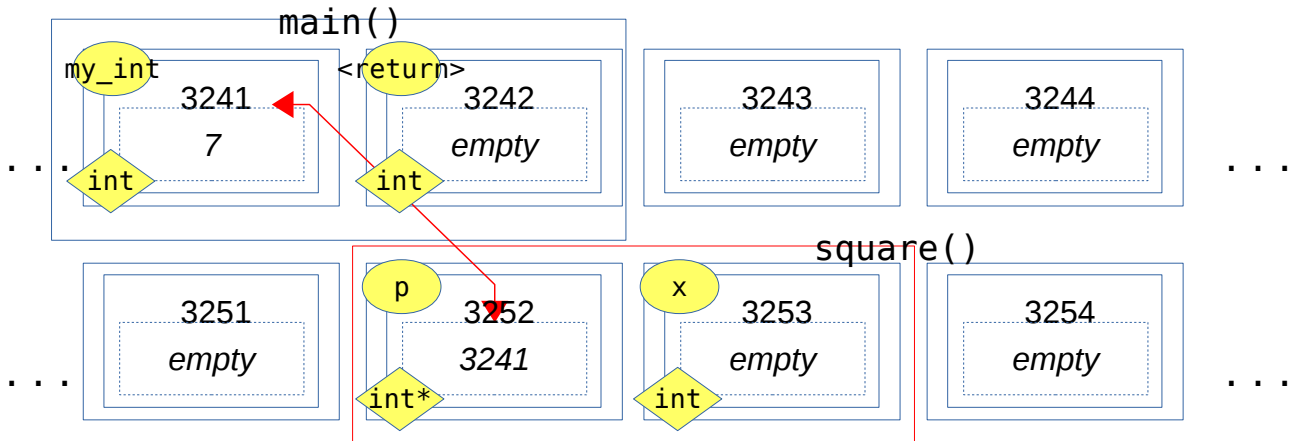 main()
my_int <return>
3241 3242 3243 3244
... 7 empty empty empty ...
int int
square()
p x
3251 3252 3253 3254
... empty 3241 empty empty ...
int* int